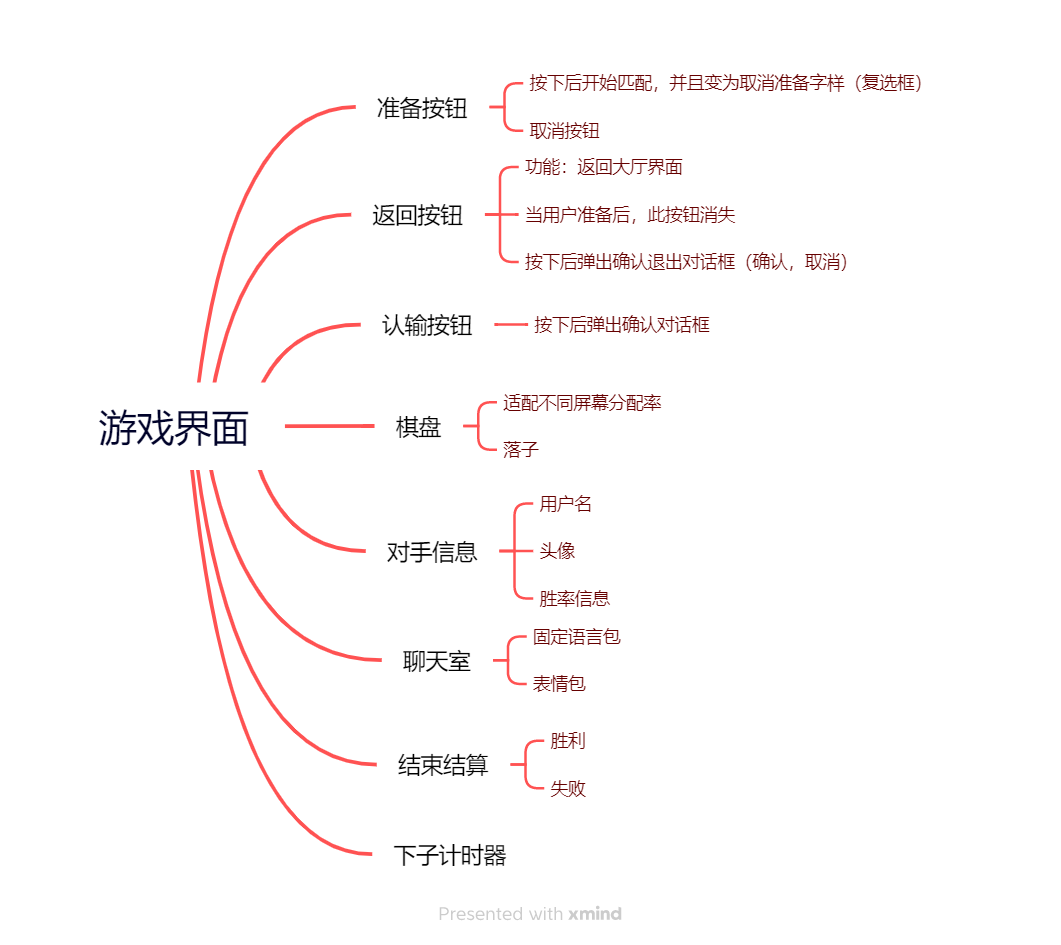 游戏界面
准备按钮
按下后开始匹配，并且变为取消准备字样（复选框）
取消按钮
返回按钮
功能：返回大厅界面
当用户准备后，此按钮消失
按下后弹出确认退出对话框（确认，取消）
认输按钮
按下后弹出确认对话框
棋盘
适配不同屏幕分配率
落子
对手信息
用户名
头像
胜率信息
聊天室
固定语言包
表情包
结束结算
胜利
失败
下子计时器
Presented with xmind